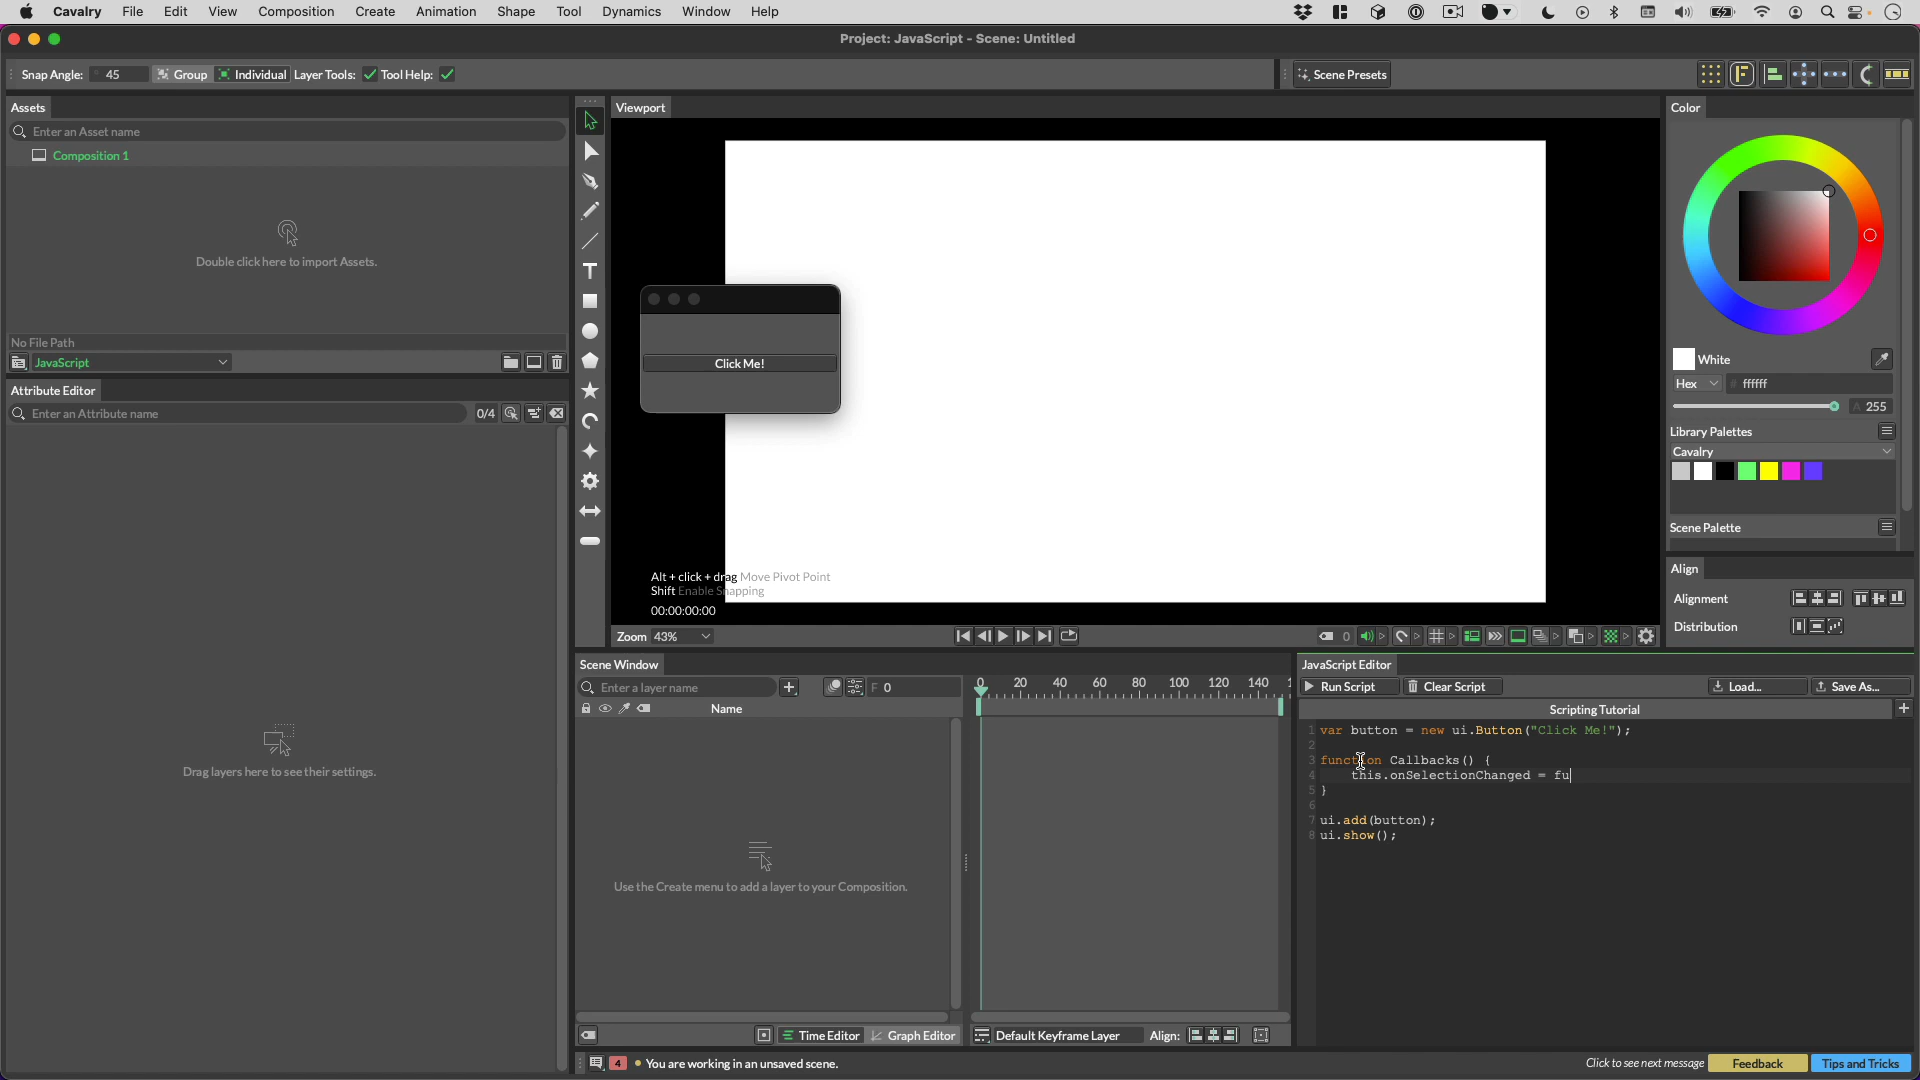 Cavalry File Edit View Composition Create Animation Shape Tool Dynamics Window Help
Project: JavaScript - Scene: Untitled
Snap Angle: 45 Group Individual Layer Tools: Tool Help:
Scene Presets
Assets
Enter an Asset name
Composition 1
Double click here to import Assets.
No File Path
JavaScript
Attribute Editor
Enter an Attribute name 0/4
Drag layers here to see their settings.
Viewport
Click Me!
Alt + click + drag Move Pivot Point
Shift Enable Snapping
00:00:00:00
Zoom 43%
0
Color
White
Hex # ffffff
A 255
Library Palettes
Cavalry
Scene Palette
Align
Alignment
Distribution
Scene Window
Enter a layer name F 0
Name
Use the Create menu to add a layer to your Composition.
0 20 40 60 80 100 120 140
Time Editor Graph Editor
Default Keyframe Layer Align:
JavaScript Editor
Run Script Clear Script Load... Save As...
Scripting Tutorial +
1 var button = new ui.Button("Click Me!");
2
3 function Callbacks() {
4 this.onSelectionChanged = fu
5 }
6
7 ui.add(button);
8 ui.show();
4 You are working in an unsaved scene.
Click to see next message Feedback Tips and Tricks